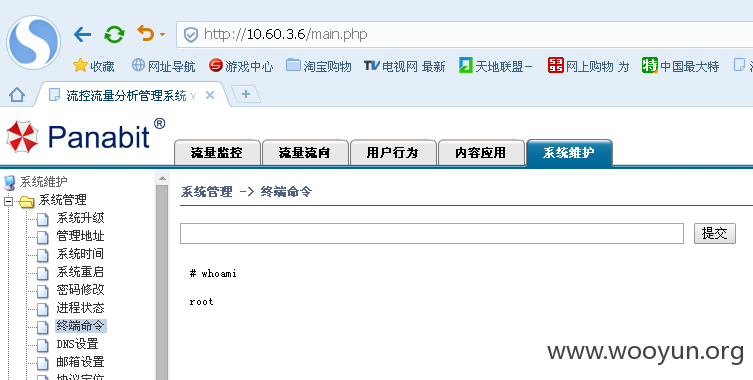 http://10.60.3.6/main.php
收藏 网址导航 游戏中心 淘宝购物 电视网 最新 天地联盟- 网上购物 为 中国最大特
流控流量分析管理系统 v
Panabit®
流量监控 流量流向 用户行为 内容应用 系统维护
系统维护
系统管理
系统升级
管理地址
系统时间
系统重启
密码修改
进程状态
终端命令
DNS设置
邮箱设置
协议定位
系统管理 -> 终端命令
提交
# whoami
root
www.wooyun.org